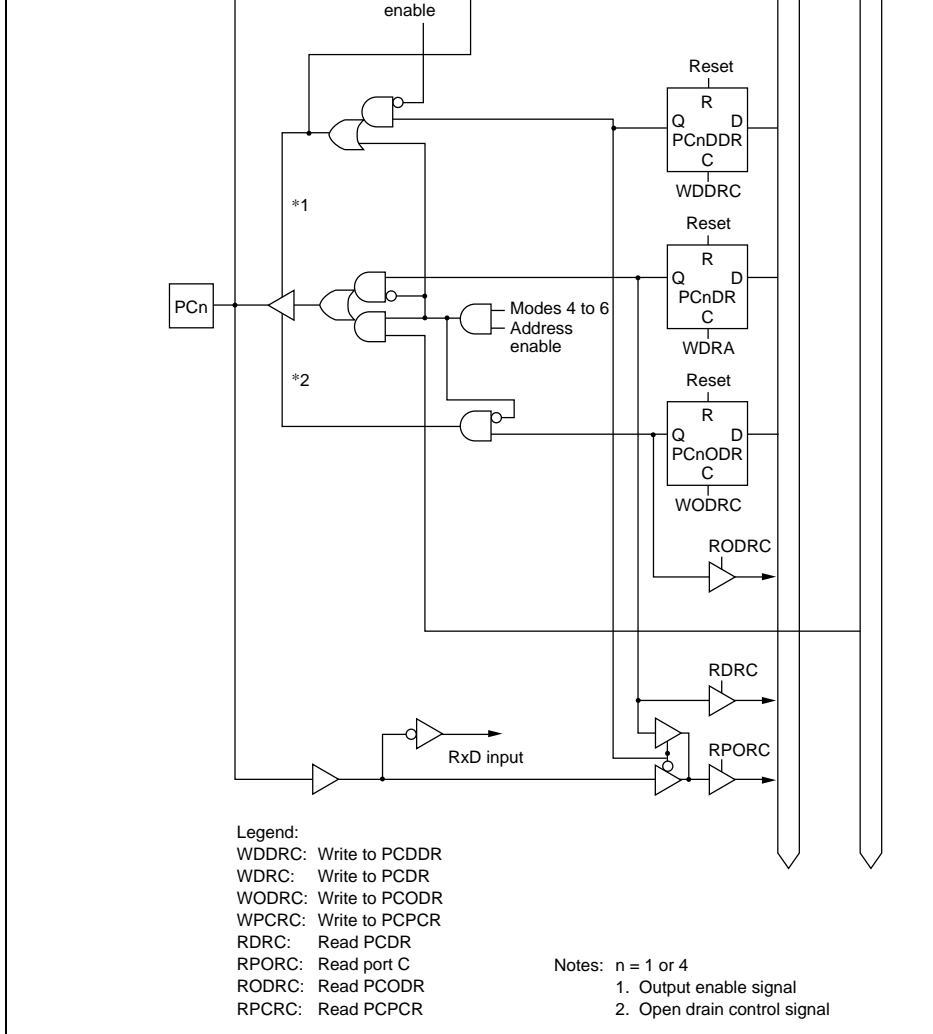 enable
Reset
R
Q D
PCnDDR
C
WDDRC
*1
Reset
R
Q D
PCnDR
C
WDRA
PCn
Modes 4 to 6
Address
enable
*2
Reset
R
Q D
PCnODR
C
WODRC
RODRC
RDRC
RPORC
RxD input
Legend:
WDDRC: Write to PCDDR
WDRC: Write to PCDR
WODRC: Write to PCODR
WPCRC: Write to PCPCR
RDRC: Read PCDR
RPORC: Read port C
RODRC: Read PCODR
RPCRC: Read PCPCR
Notes: n = 1 or 4
1. Output enable signal
2. Open drain control signal